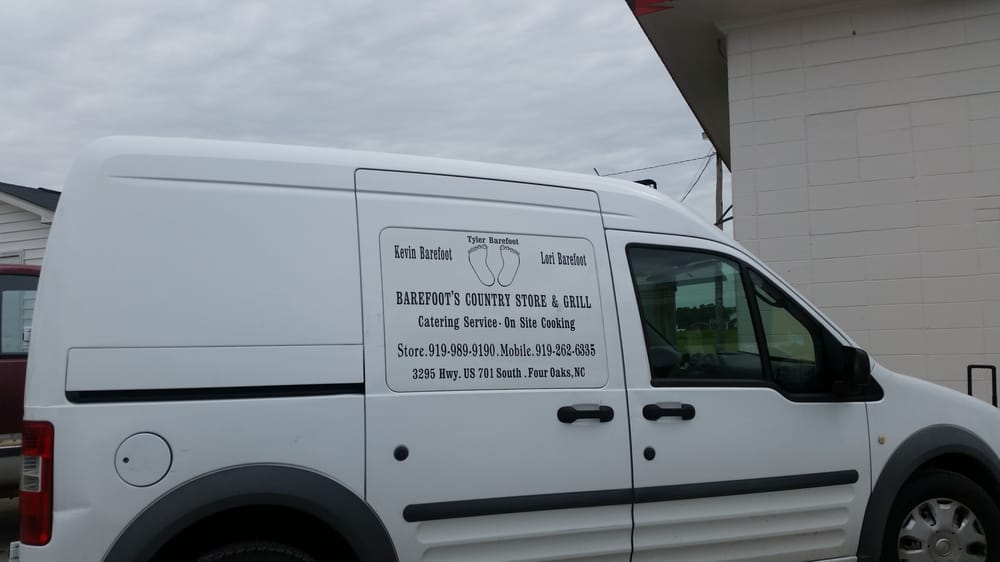 Tyler Barefoot
Kevin Barefoot Lori Barefoot
BAREFOOT'S COUNTRY STORE & GRILL
Catering Service - On Site Cooking
Store. 919-989-9190. Mobile. 919-262-6335
3295 Hwy. US 701 South . Four Oaks, NC